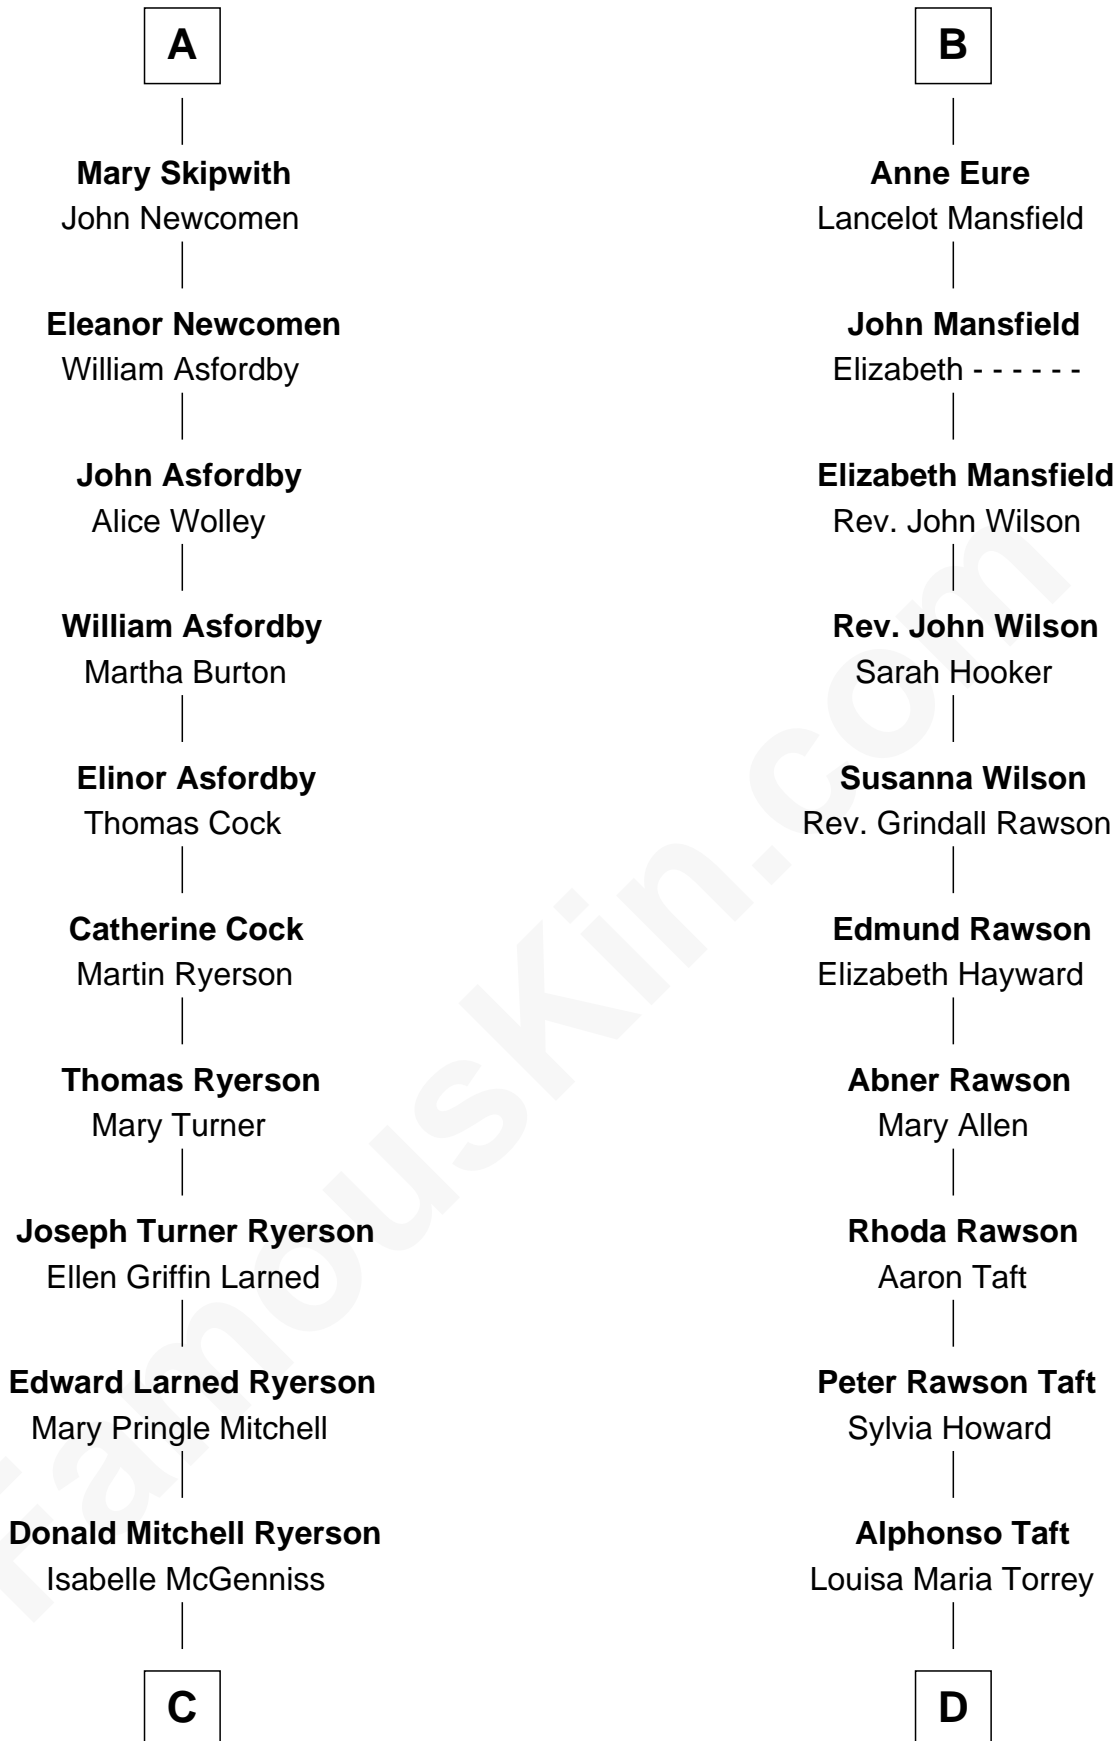 A
Mary Skipwith
John Newcomen
Eleanor Newcomen
William Asfordby
John Asfordby
Alice Wolley
William Asfordby
Martha Burton
Elinor Asfordby
Thomas Cock
Catherine Cock
Martin Ryerson
Thomas Ryerson
Mary Turner
Joseph Turner Ryerson
Ellen Griffin Larned
Edward Larned Ryerson
Mary Pringle Mitchell
Donald Mitchell Ryerson
Isabelle McGenniss
C
B
Anne Eure
Lancelot Mansfield
John Mansfield
Elizabeth - - - - - -
Elizabeth Mansfield
Rev. John Wilson
Rev. John Wilson
Sarah Hooker
Susanna Wilson
Rev. Grindall Rawson
Edmund Rawson
Elizabeth Hayward
Abner Rawson
Mary Allen
Rhoda Rawson
Aaron Taft
Peter Rawson Taft
Sylvia Howard
Alphonso Taft
Louisa Maria Torrey
D
FamousKin.com